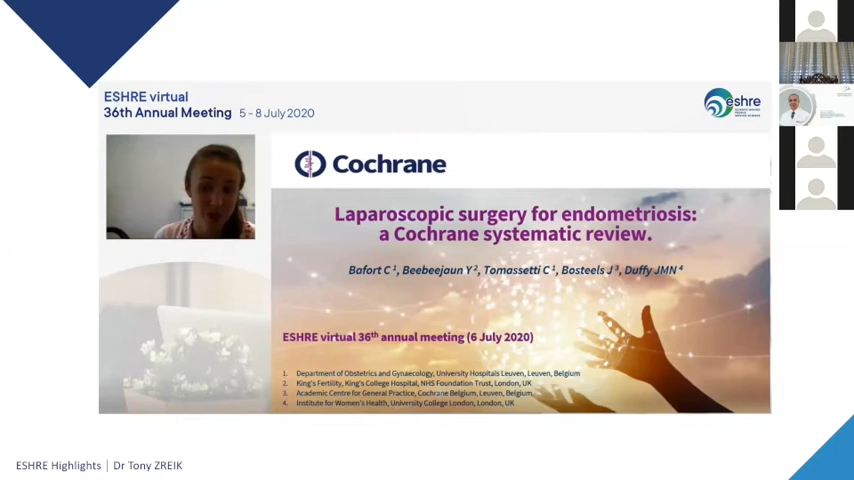 ESHRE virtual
36th Annual Meeting 5 - 8 July 2020
eshre
Cochrane
Laparoscopic surgery for endometriosis:
a Cochrane systematic review.
Bafort C ¹, Beebeejaun Y ², Tomassetti C ¹, Bosteels J ³, Duffy JMN ⁴
ESHRE virtual 36th annual meeting (6 July 2020)
1. Department of Obstetrics and Gynaecology, University Hospitals Leuven, Leuven, Belgium
2. King's Fertility, King's College Hospital, NHS Foundation Trust, London, UK
3. Academic Centre for General Practice, Cochrane Belgium, Leuven, Belgium.
4. Institute for Women's Health, University College London, London, UK
ESHRE Highlights | Dr Tony ZREIK